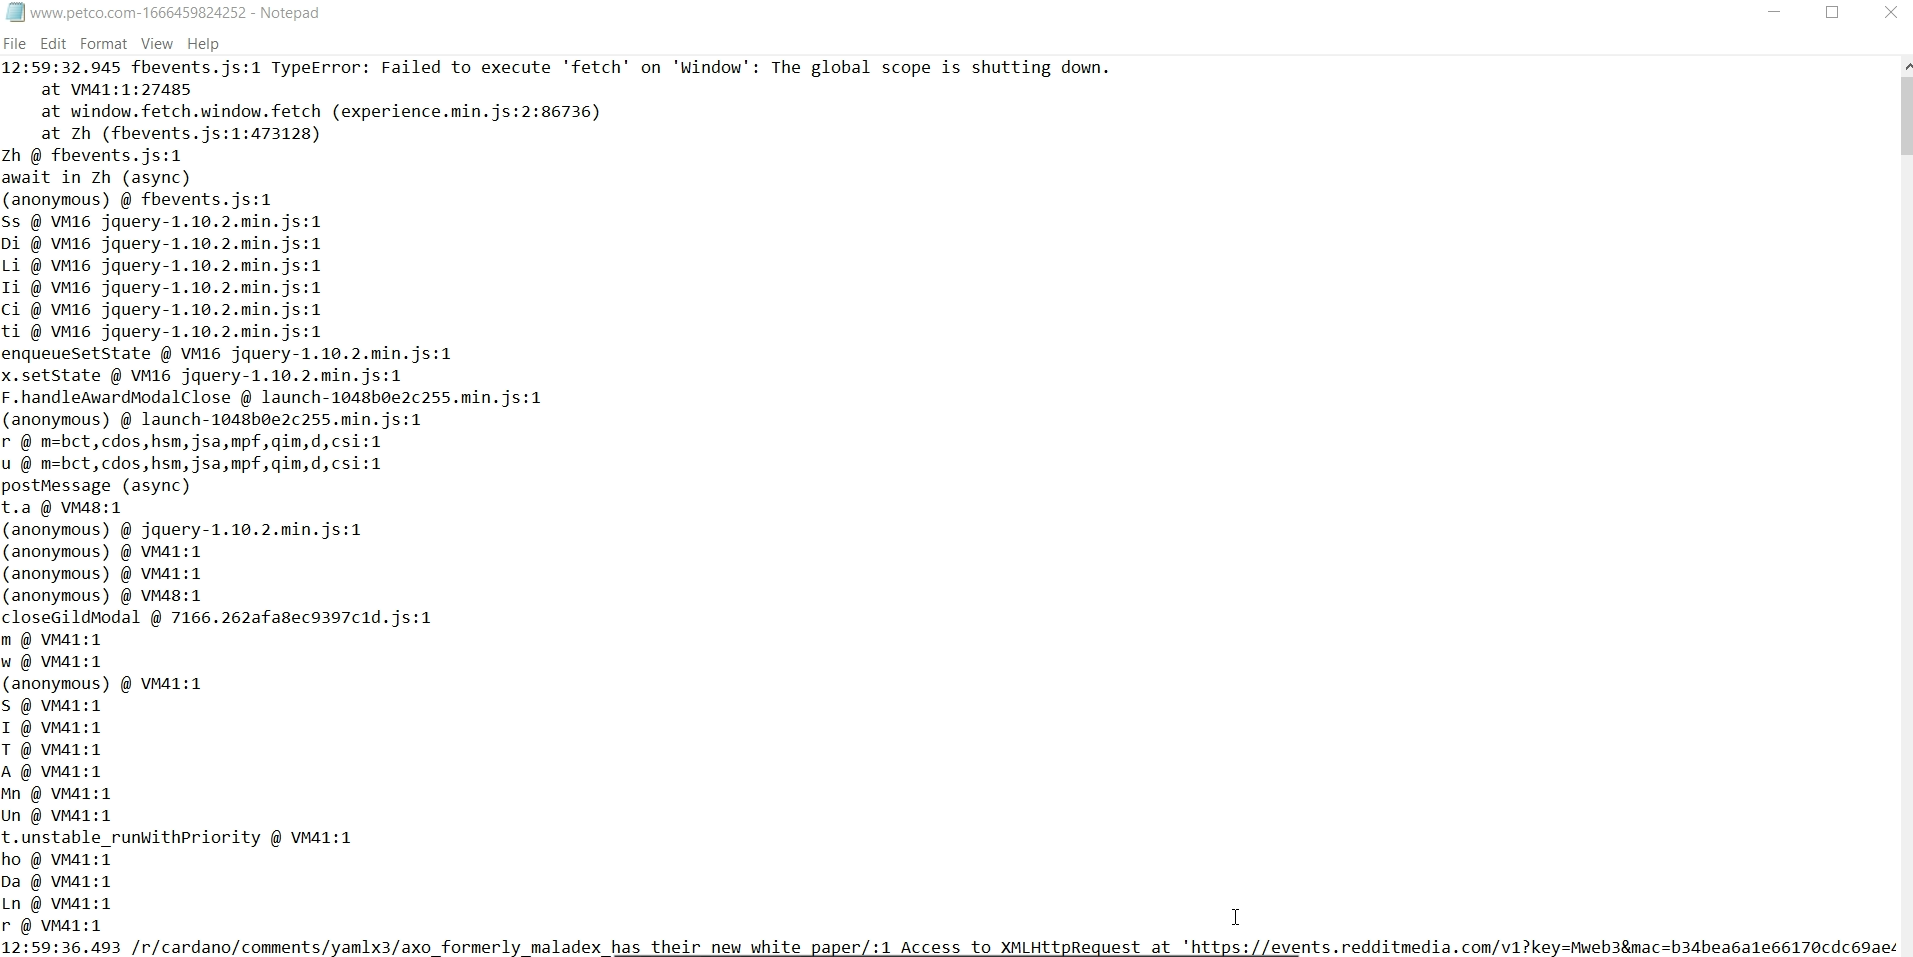 www.petco.com-1666459824252 - Notepad
File Edit Format View Help
12:59:32.945 fbevents.js:1 TypeError: Failed to execute 'fetch' on 'Window': The global scope is shutting down.
    at VM41:1:27485
    at window.fetch.window.fetch (experience.min.js:2:86736)
    at Zh (fbevents.js:1:473128)
Zh @ fbevents.js:1
await in Zh (async)
(anonymous) @ fbevents.js:1
Ss @ VM16 jquery-1.10.2.min.js:1
Di @ VM16 jquery-1.10.2.min.js:1
Li @ VM16 jquery-1.10.2.min.js:1
Ii @ VM16 jquery-1.10.2.min.js:1
Ci @ VM16 jquery-1.10.2.min.js:1
ti @ VM16 jquery-1.10.2.min.js:1
enqueueSetState @ VM16 jquery-1.10.2.min.js:1
x.setState @ VM16 jquery-1.10.2.min.js:1
F.handleAwardModalClose @ launch-1048b0e2c255.min.js:1
(anonymous) @ launch-1048b0e2c255.min.js:1
r @ m=bct,cdos,hsm,jsa,mpf,qim,d,csi:1
u @ m=bct,cdos,hsm,jsa,mpf,qim,d,csi:1
postMessage (async)
t.a @ VM48:1
(anonymous) @ jquery-1.10.2.min.js:1
(anonymous) @ VM41:1
(anonymous) @ VM41:1
(anonymous) @ VM48:1
closeGildModal @ 7166.262afa8ec9397c1d.js:1
m @ VM41:1
w @ VM41:1
(anonymous) @ VM41:1
S @ VM41:1
I @ VM41:1
T @ VM41:1
A @ VM41:1
Mn @ VM41:1
Un @ VM41:1
t.unstable_runWithPriority @ VM41:1
ho @ VM41:1
Da @ VM41:1
Ln @ VM41:1
r @ VM41:1
12:59:36.493 /r/cardano/comments/yamlx3/axo_formerly_maladex_has_their_new_white_paper/:1 Access to XMLHttpRequest at 'https://events.redditmedia.com/v1?key=Mweb3&mac=b34bea6a1e66170cdc69ae4